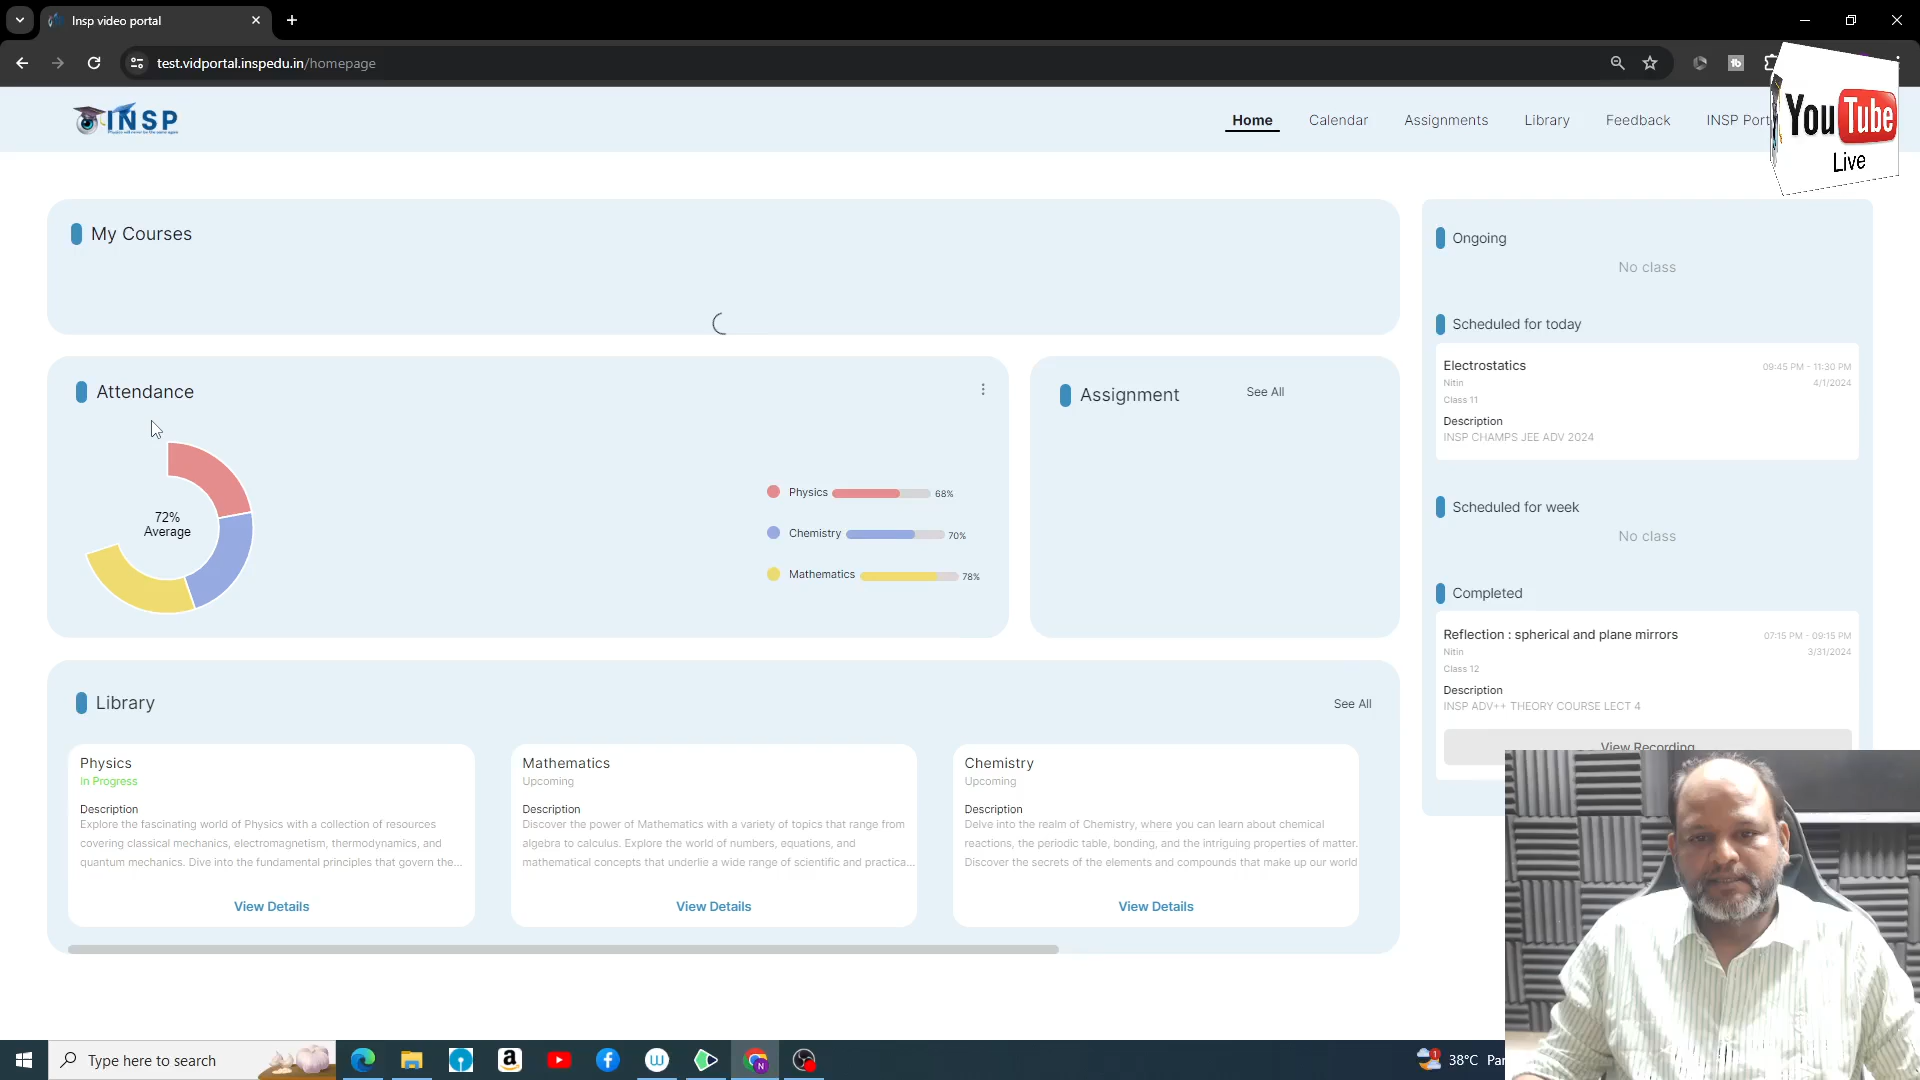 Insp video portal
test.vidportal.inspedu.in/homepage
INSP
Home
Calendar
Assignments
Library
Feedback
INSP Port
YouTube
Live
My Courses
Attendance
72%
Average
Physics 68%
Chemistry 70%
Mathematics 78%
Assignment
See All
Library
See All
Physics
In Progress
Description
Explore the fascinating world of Physics with a collection of resources
covering classical mechanics, electromagnetism, thermodynamics, and
quantum mechanics. Dive into the fundamental principles that govern the...
View Details
Mathematics
Upcoming
Description
Discover the power of Mathematics with a variety of topics that range from
algebra to calculus. Explore the world of numbers, equations, and
mathematical concepts that underlie a wide range of scientific and practica...
View Details
Chemistry
Upcoming
Description
Delve into the realm of Chemistry, where you can learn about chemical
reactions, the periodic table, bonding, and the intriguing properties of matter.
Discover the secrets of the elements and compounds that make up our world
View Details
Ongoing
No class
Scheduled for today
Electrostatics
09:45 PM - 11:30 PM
Nitin
4/1/2024
Class 11
Description
INSP CHAMPS JEE ADV 2024
Scheduled for week
No class
Completed
Reflection : spherical and plane mirrors
07:15 PM - 09:15 PM
Nitin
3/31/2024
Class 12
Description
INSP ADV++ THEORY COURSE LECT 4
View Recording
Type here to search
38°C Par